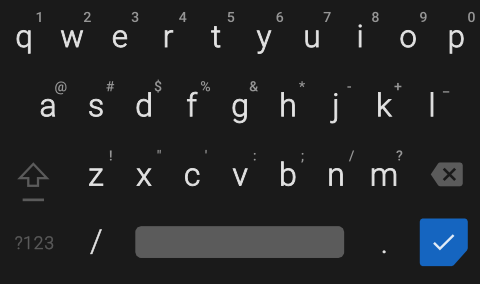 1 2 3 4 5 6 7 8 9 0
q w e r t y u i o p
@ # $ % & * - + _
a s d f g h j k l
! " ' : ; / ?
z x c v b n m
?123 / .